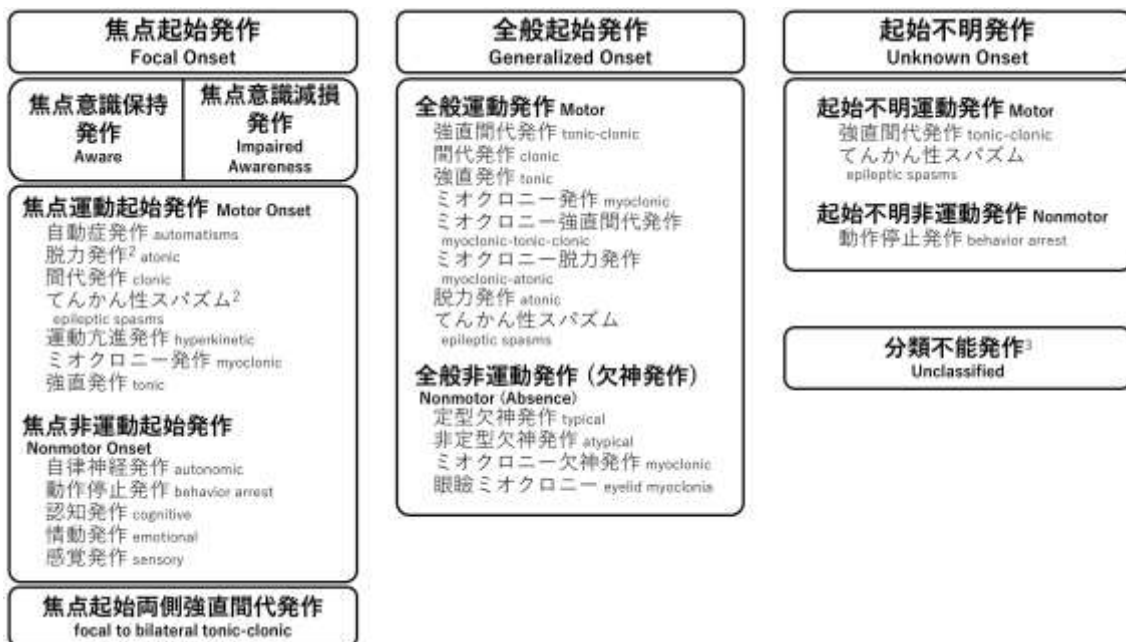 焦点起始発作
Focal Onset
焦点意識保持
発作
Aware
焦点意識減損
発作
Impaired
Awareness
焦点運動起始発作 Motor Onset
自動症発作 automatisms
脱力発作2 atonic
間代発作 clonic
てんかん性スパズム2
epileptic spasms
運動亢進発作 hyperkinetic
ミオクロニー発作 myoclonic
強直発作 tonic
焦点非運動起始発作
Nonmotor Onset
自律神経発作 autonomic
動作停止発作 behavior arrest
認知発作 cognitive
情動発作 emotional
感覚発作 sensory
焦点起始両側強直間代発作
focal to bilateral tonic-clonic
全般起始発作
Generalized Onset
全般運動発作 Motor
強直間代発作 tonic-clonic
間代発作 clonic
強直発作 tonic
ミオクロニー発作 myoclonic
ミオクロニー強直間代発作
myoclonic-tonic-clonic
ミオクロニー脱力発作
myoclonic-atonic
脱力発作 atonic
てんかん性スパズム
epileptic spasms
全般非運動発作 (欠神発作)
Nonmotor (Absence)
定型欠神発作 typical
非定型欠神発作 atypical
ミオクロニー欠神発作 myoclonic
眼瞼ミオクロニー eyelid myoclonia
起始不明発作
Unknown Onset
起始不明運動発作 Motor
強直間代発作 tonic-clonic
てんかん性スパズム
epileptic spasms
起始不明非運動発作 Nonmotor
動作停止発作 behavior arrest
分類不能発作3
Unclassified